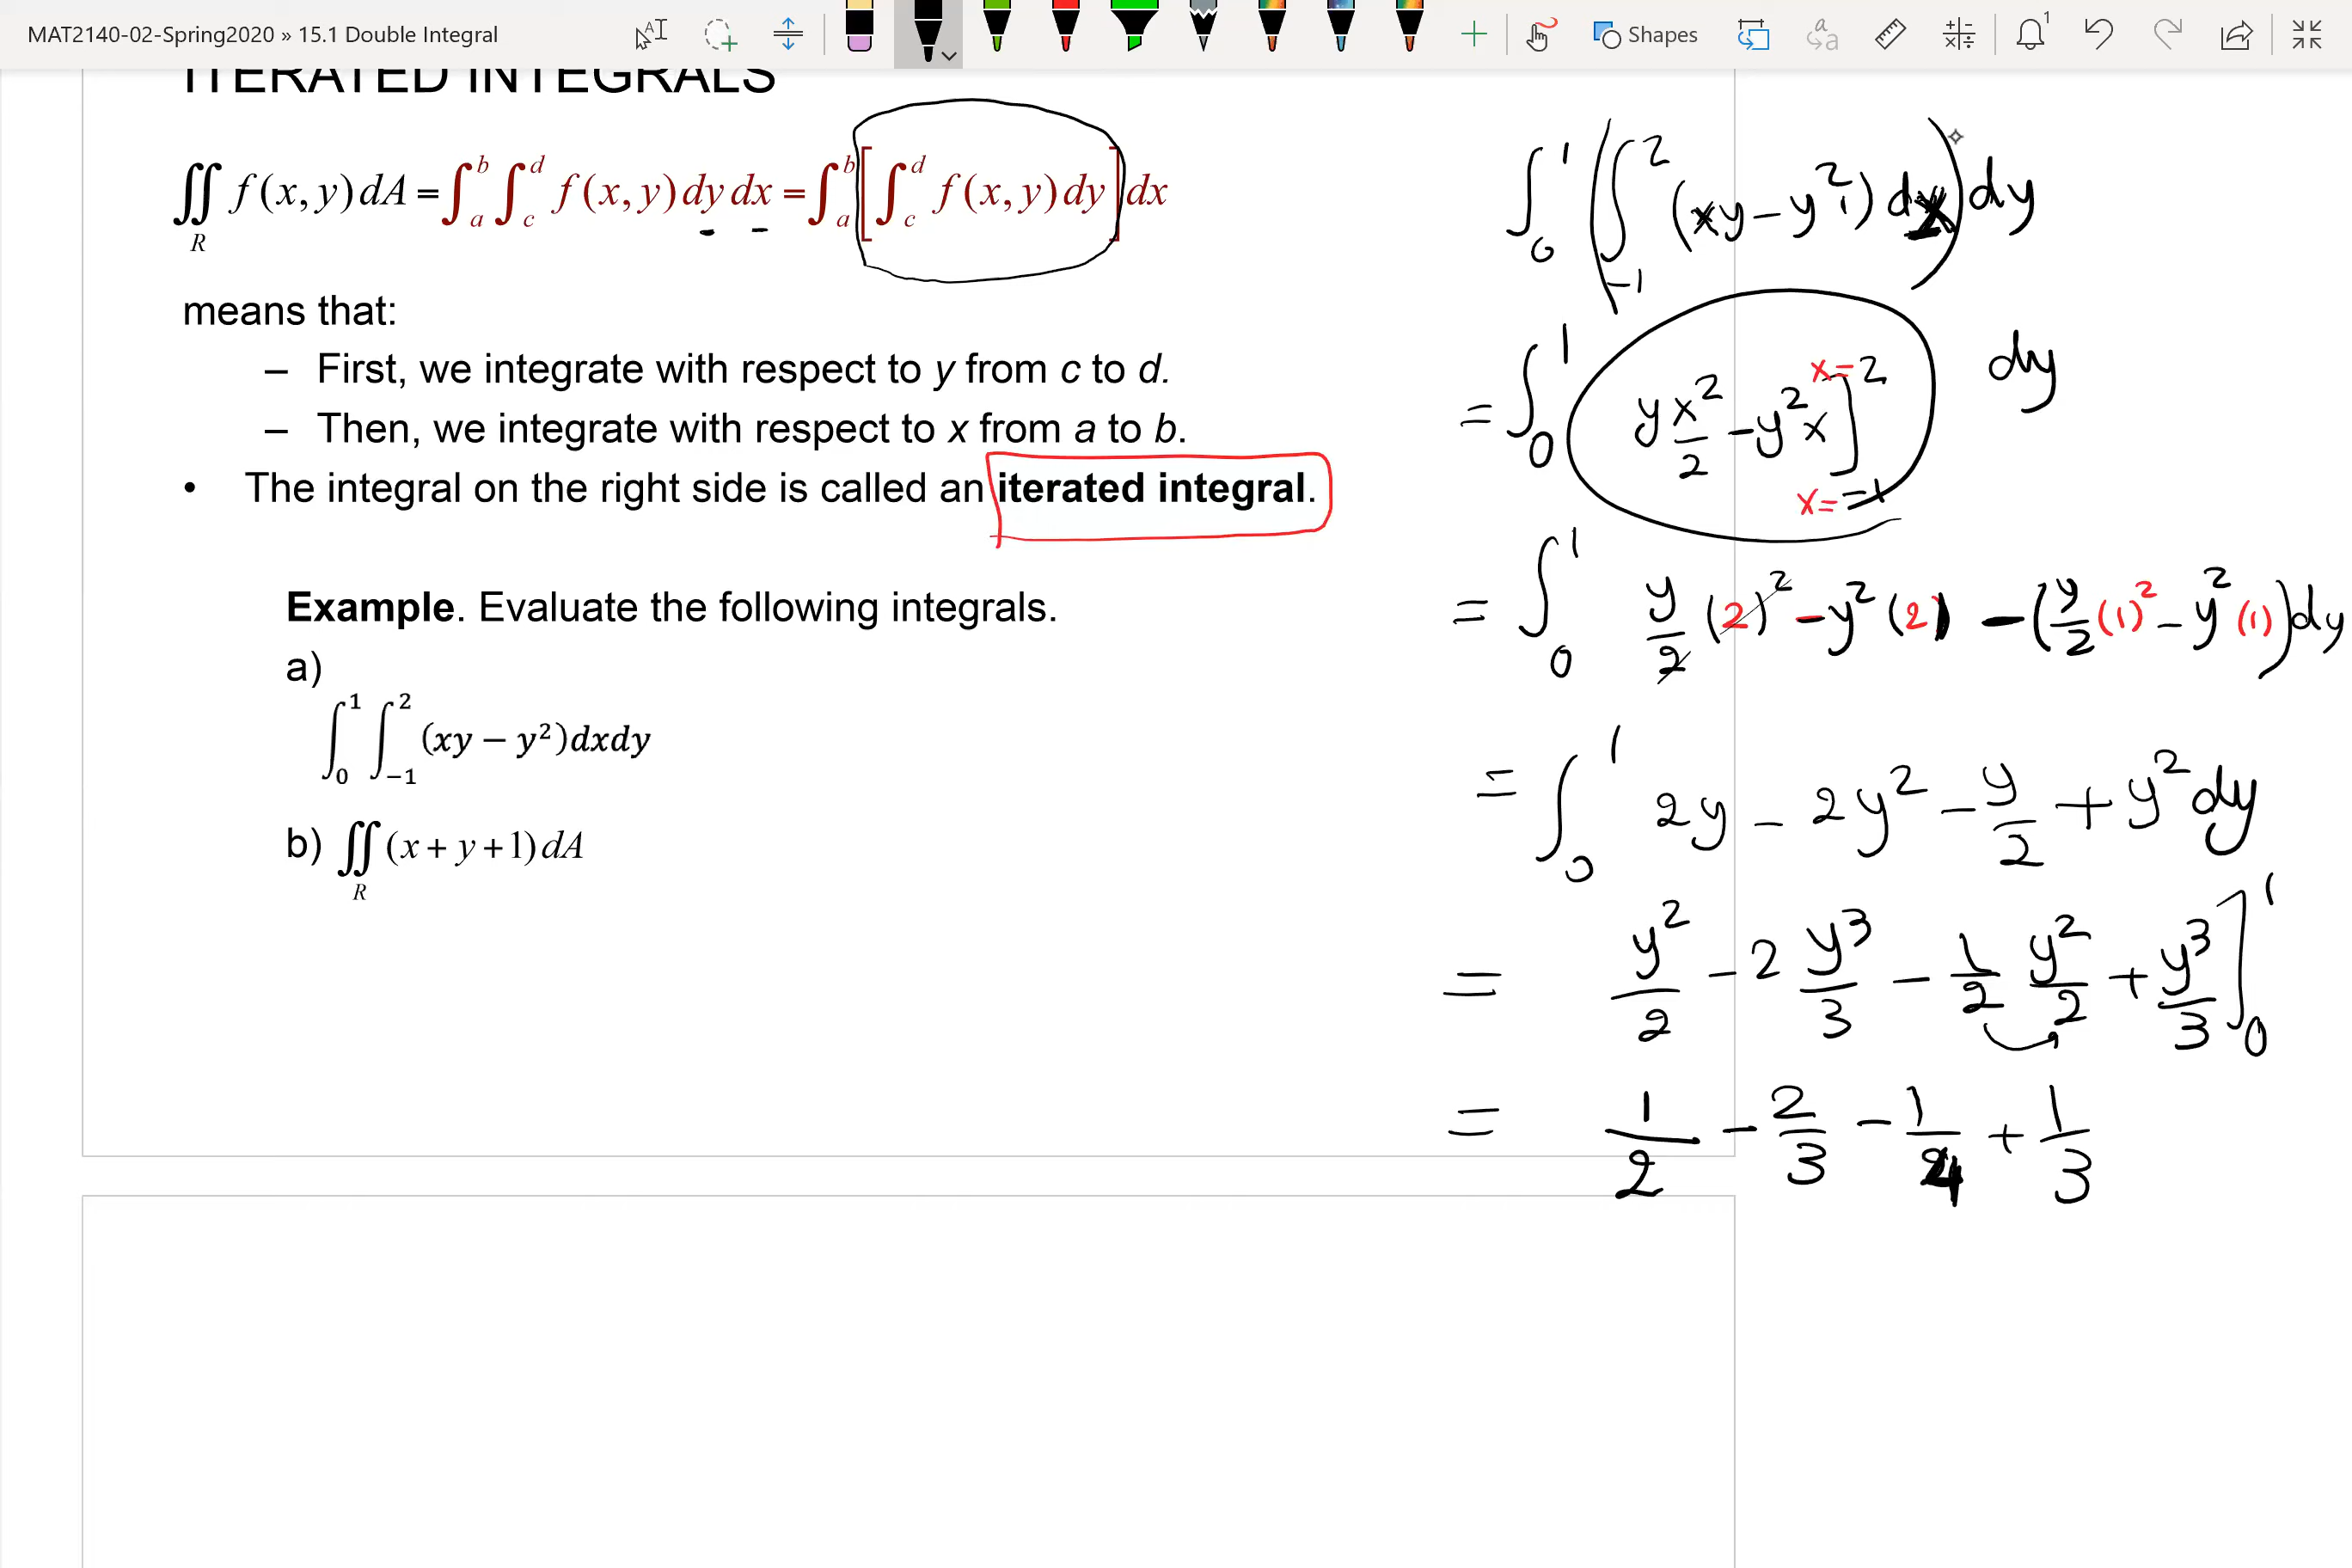 MAT2140-02-Spring2020 » 15.1 Double Integral
Shapes
1
ITERATED INTEGRALS
∬_R f(x, y) dA = ∫_a^b ∫_c^d f(x, y) dy dx = ∫_a^b [∫_c^d f(x, y) dy] dx
means that:
– First, we integrate with respect to y from c to d.
– Then, we integrate with respect to x from a to b.
• The integral on the right side is called an iterated integral.
Example. Evaluate the following integrals.
a)
∫_0^1 ∫_{-1}^2 (xy − y²)dxdy
b) ∬_R (x + y + 1) dA
∫_0^1 (∫_{-1}^2 (xy − y²) dx) dy
= ∫_0^1 y x²/2 − y² x ]_{x=-1}^{x=2} dy
= ∫_0^1 y/2 (2)² − y² (2) − (y/2 (1)² − y² (1)) dy
= ∫_0^1 2y − 2y² − y/2 + y² dy
= y²/2 − 2 y³/3 − 1/2 y²/2 + y³/3 ]_0^1
= 1/2 − 2/3 − 1/4 + 1/3